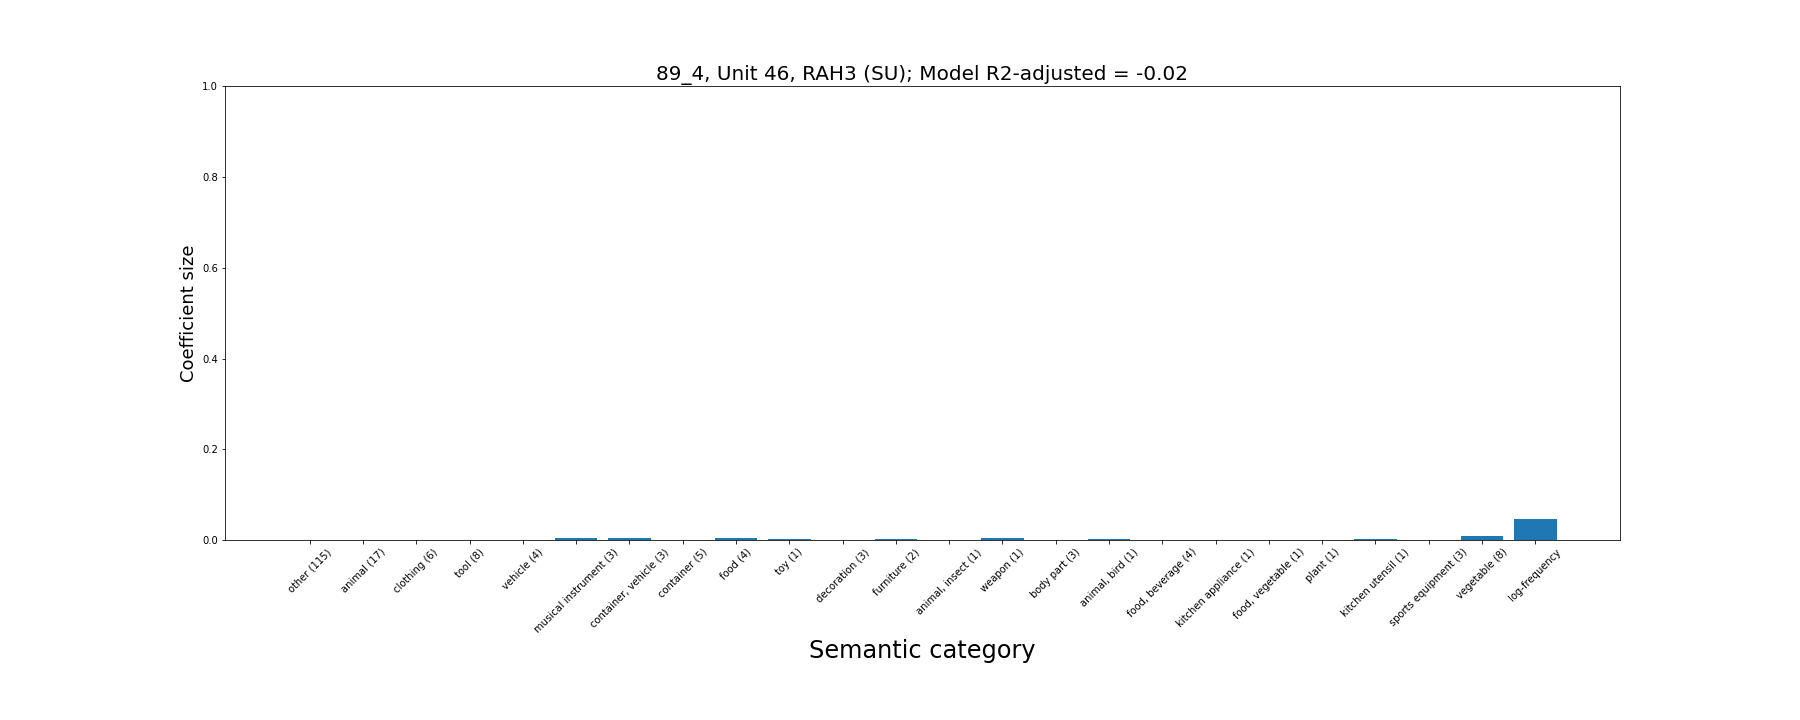 89_4, Unit 46, RAH3 (SU); Model R2-adjusted = -0.02
1.0
0.8
0.6
0.4
0.2
0.0
Coefficient size
other (115)
animal (17)
clothing (6)
tool (8)
vehicle (4)
musical instrument (3)
container, vehicle (3)
container (5)
food (4)
toy (1)
decoration (3)
furniture (2)
animal, insect (1)
weapon (1)
body part (3)
animal, bird (1)
food, beverage (4)
kitchen appliance (1)
food, vegetable (1)
plant (1)
kitchen utensil (1)
sports equipment (3)
vegetable (8)
log-frequency
Semantic category